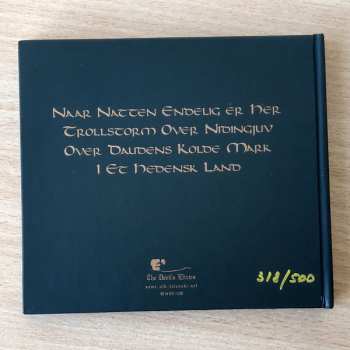 Naar Natten Endelig er Her
Trollstorm Over Nidingjuv
Over Daudens Kolde Mark
I Et Hedensk Land
The Devil's Elixirs
318/500